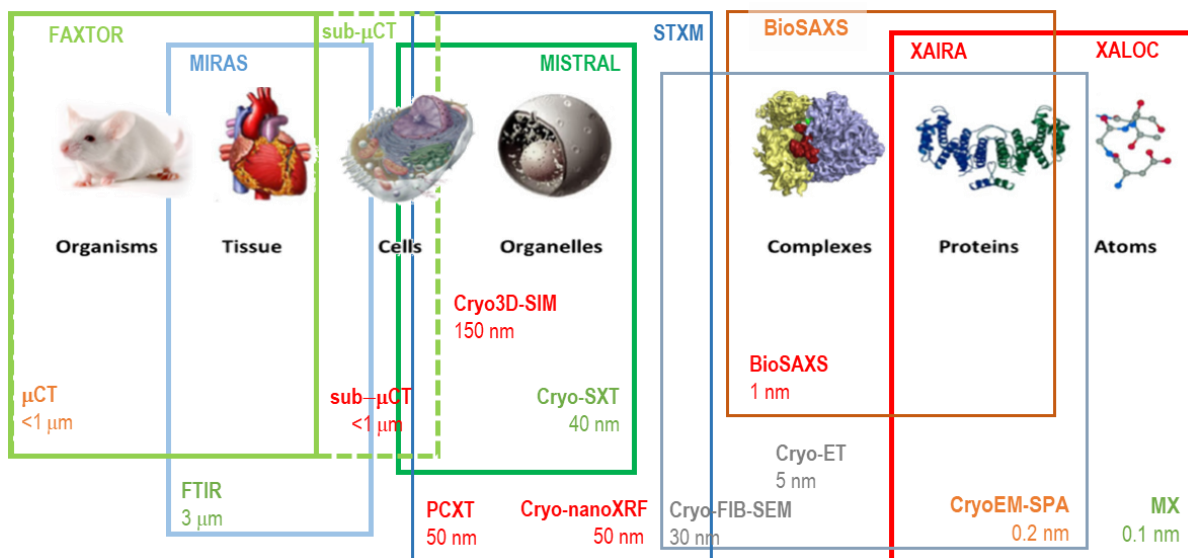 FAXTOR
sub-μCT
STXM
BioSAXS
MIRAS
MISTRAL
XAIRA
XALOC
Organisms
Tissue
Cells
Organelles
Complexes
Proteins
Atoms
Cryo3D-SIM
150 nm
BioSAXS
1 nm
μCT
<1 μm
sub–μCT
<1 μm
Cryo-SXT
40 nm
Cryo-ET
5 nm
FTIR
3 μm
PCXT
50 nm
Cryo-nanoXRF
50 nm
Cryo-FIB-SEM
30 nm
CryoEM-SPA
0.2 nm
MX
0.1 nm